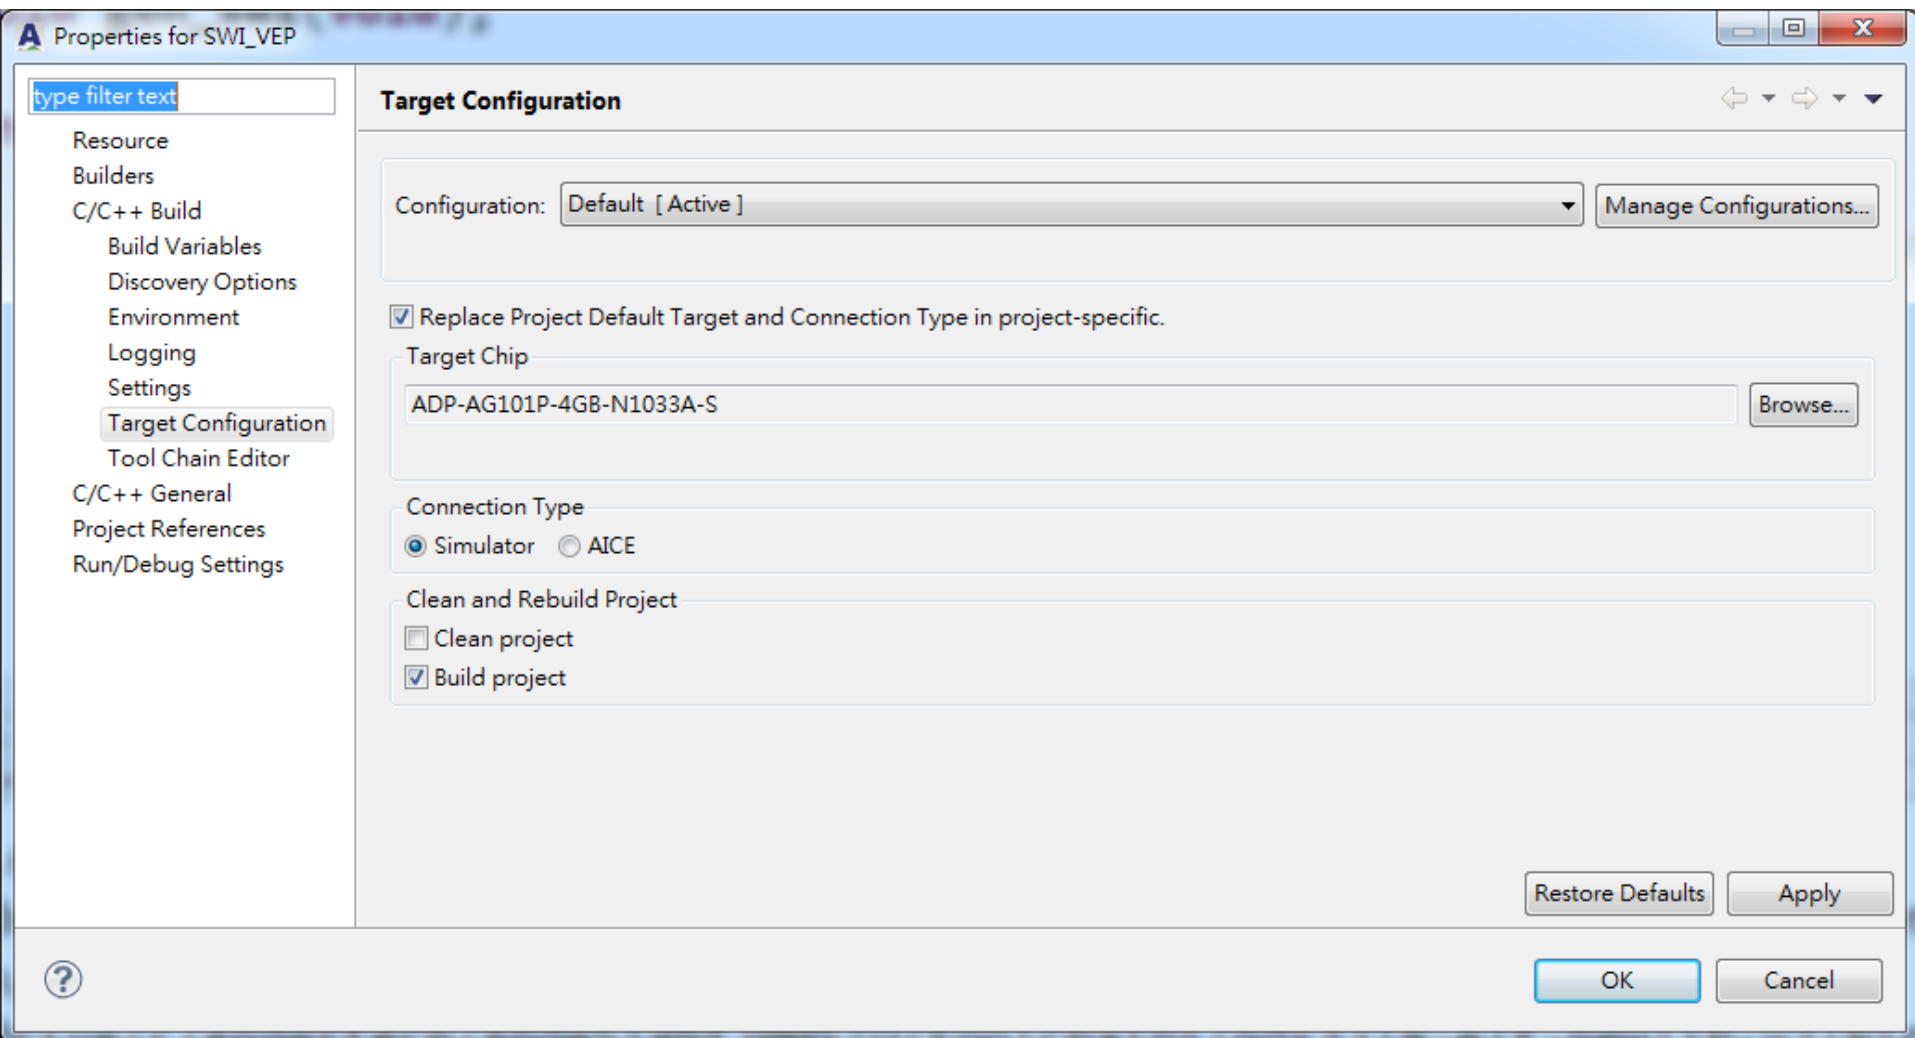 Properties for SWI_VEP
type filter text
Resource
Builders
C/C++ Build
Build Variables
Discovery Options
Environment
Logging
Settings
Target Configuration
Tool Chain Editor
C/C++ General
Project References
Run/Debug Settings
Target Configuration
Configuration: Default [ Active ] Manage Configurations...
Replace Project Default Target and Connection Type in project-specific.
Target Chip
ADP-AG101P-4GB-N1033A-S Browse...
Connection Type
Simulator AICE
Clean and Rebuild Project
Clean project
Build project
Restore Defaults Apply
OK Cancel